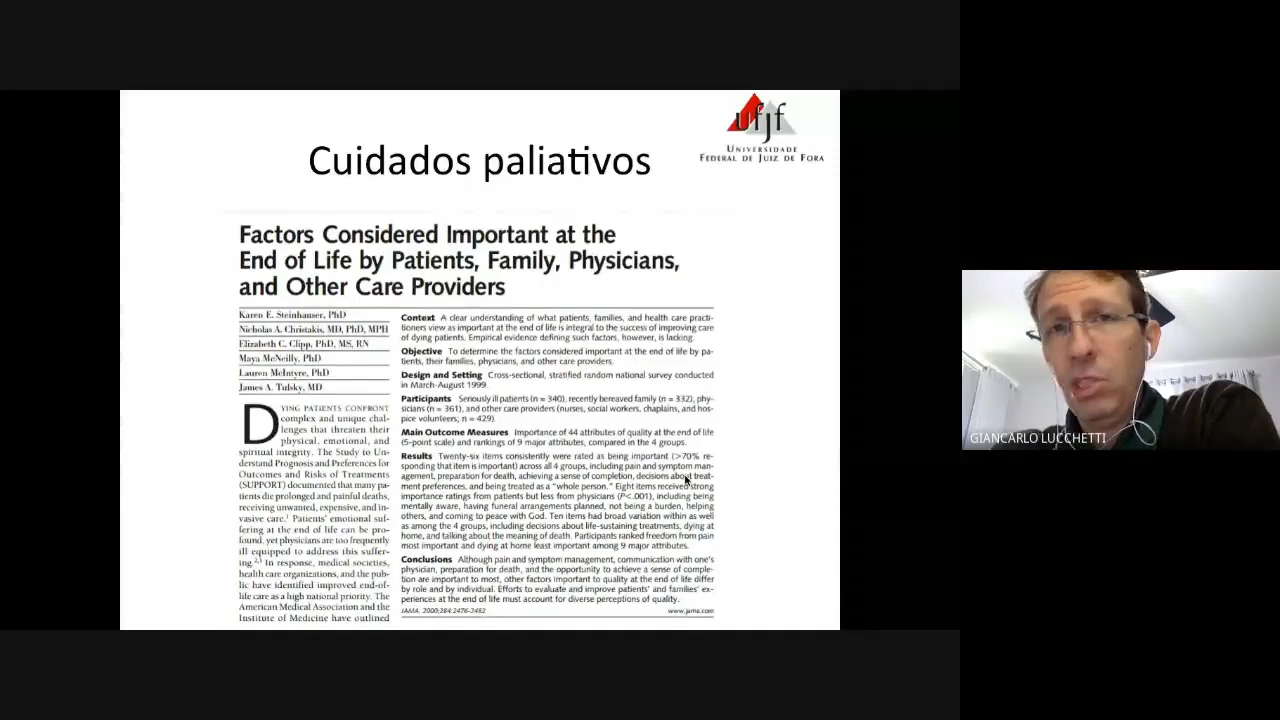 ufjf
UNIVERSIDADE
FEDERAL DE JUIZ DE FORA
Cuidados paliativos
Factors Considered Important at the
End of Life by Patients, Family, Physicians,
and Other Care Providers
Karen E. Steinhauser, PhD
Nicholas A. Christakis, MD, PhD, MPH
Elizabeth C. Clipp, PhD, MS, RN
Maya McNeilly, PhD
Lauren McIntyre, PhD
James A. Tulsky, MD
DYING PATIENTS CONFRONT
complex and unique chal-
lenges that threaten their
physical, emotional, and
spiritual integrity. The Study to Un-
derstand Prognosis and Preferences for
Outcomes and Risks of Treatments
(SUPPORT) documented that many pa-
tients die prolonged and painful deaths,
receiving unwanted, expensive, and in-
vasive care.1 Patients' emotional suf-
fering at the end of life can be pro-
found, yet physicians are too frequently
ill equipped to address this suffer-
ing.2,3 In response, medical societies,
health care organizations, and the pub-
lic have identified improved end-of-
life care as a high national priority. The
American Medical Association and the
Institute of Medicine have outlined
Context A clear understanding of what patients, families, and health care practi-
tioners view as important at the end of life is integral to the success of improving care
of dying patients. Empirical evidence defining such factors, however, is lacking.
Objective To determine the factors considered important at the end of life by pa-
tients, their families, physicians, and other care providers.
Design and Setting Cross-sectional, stratified random national survey conducted
in March-August 1999.
Participants Seriously ill patients (n = 340), recently bereaved family (n = 332), phy-
sicians (n = 361), and other care providers (nurses, social workers, chaplains, and hos-
pice volunteers; n = 429).
Main Outcome Measures Importance of 44 attributes of quality at the end of life
(5-point scale) and rankings of 9 major attributes, compared in the 4 groups.
Results Twenty-six items consistently were rated as being important (>70% re-
sponding that item is important) across all 4 groups, including pain and symptom man-
agement, preparation for death, achieving a sense of completion, decisions about treat-
ment preferences, and being treated as a "whole person." Eight items received strong
importance ratings from patients but less from physicians (P<.001), including being
mentally aware, having funeral arrangements planned, not being a burden, helping
others, and coming to peace with God. Ten items had broad variation within as well
as among the 4 groups, including decisions about life-sustaining treatments, dying at
home, and talking about the meaning of death. Participants ranked freedom from pain
most important and dying at home least important among 9 major attributes.
Conclusions Although pain and symptom management, communication with one's
physician, preparation for death, and the opportunity to achieve a sense of comple-
tion are important to most, other factors important to quality at the end of life differ
by role and by individual. Efforts to evaluate and improve patients' and families' ex-
periences at the end of life must account for diverse perceptions of quality.
JAMA. 2000;284:2476-2482
www.jama.com
GIANCARLO LUCCHETTI